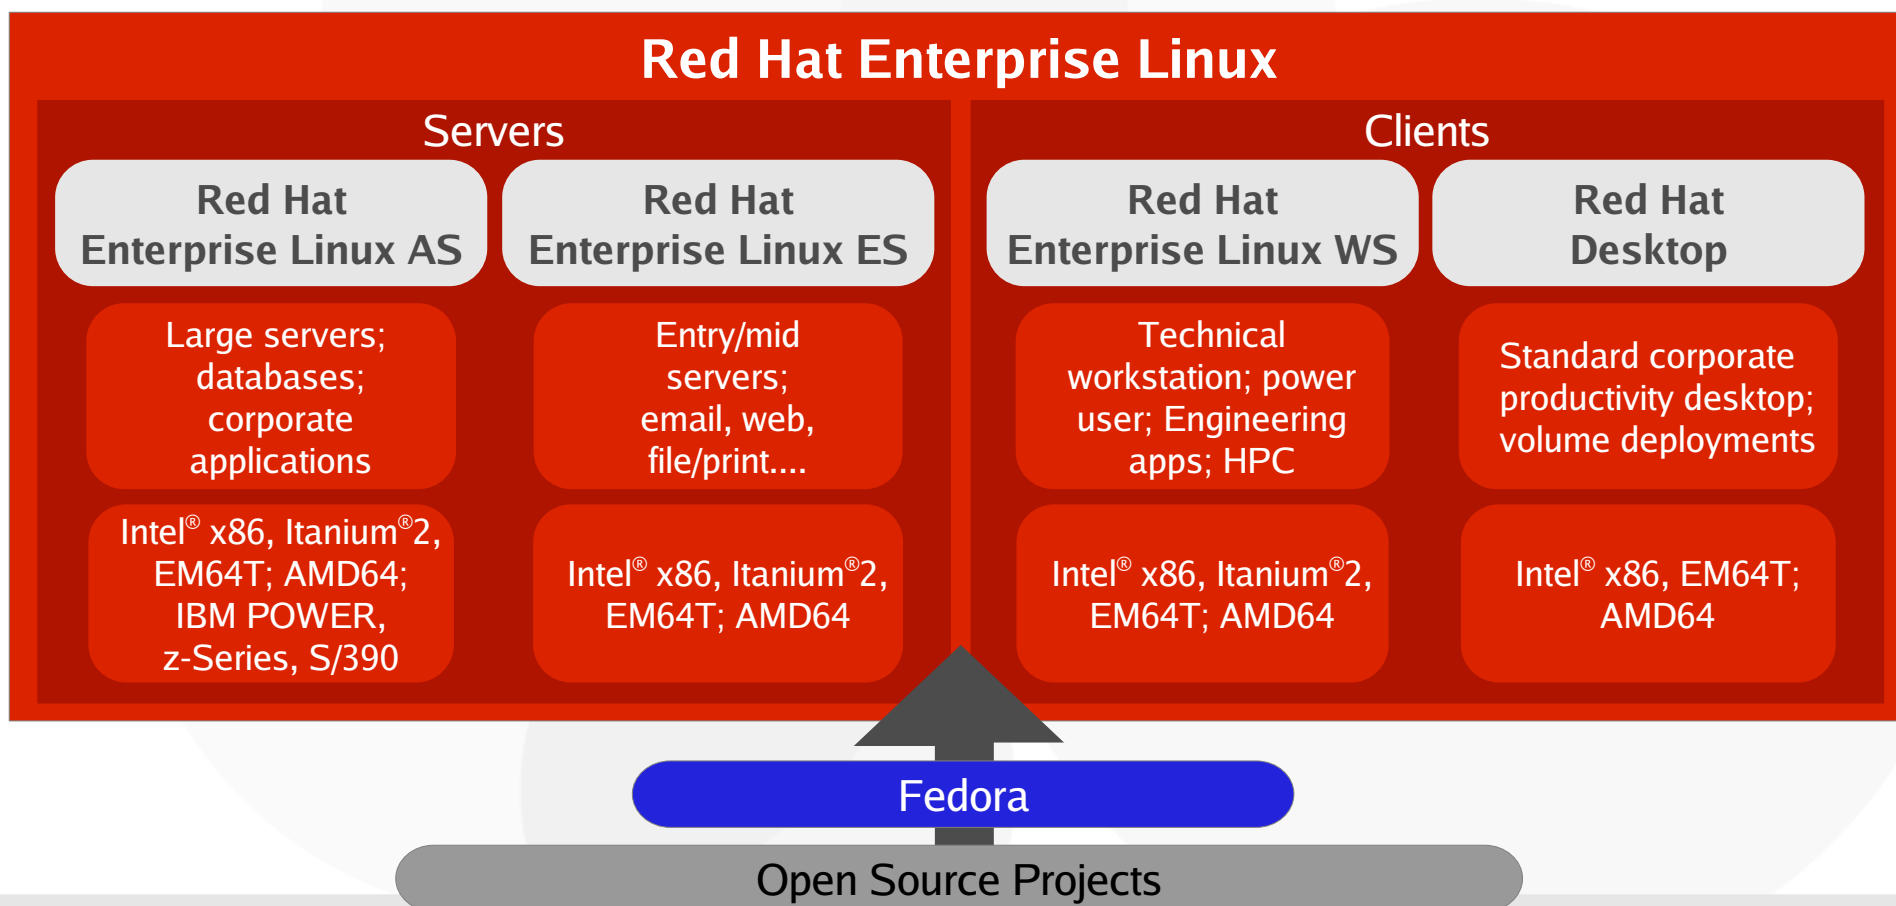 Red Hat Enterprise Linux
Servers
Red Hat
Enterprise Linux AS
Large servers;
databases;
corporate
applications
Intel® x86, Itanium®2,
EM64T; AMD64;
IBM POWER,
z-Series, S/390
Red Hat
Enterprise Linux ES
Entry/mid
servers;
email, web,
file/print....
Intel® x86, Itanium®2,
EM64T; AMD64
Clients
Red Hat
Enterprise Linux WS
Technical
workstation; power
user; Engineering
apps; HPC
Intel® x86, Itanium®2,
EM64T; AMD64
Red Hat
Desktop
Standard corporate
productivity desktop;
volume deployments
Intel® x86, EM64T;
AMD64
Fedora
Open Source Projects